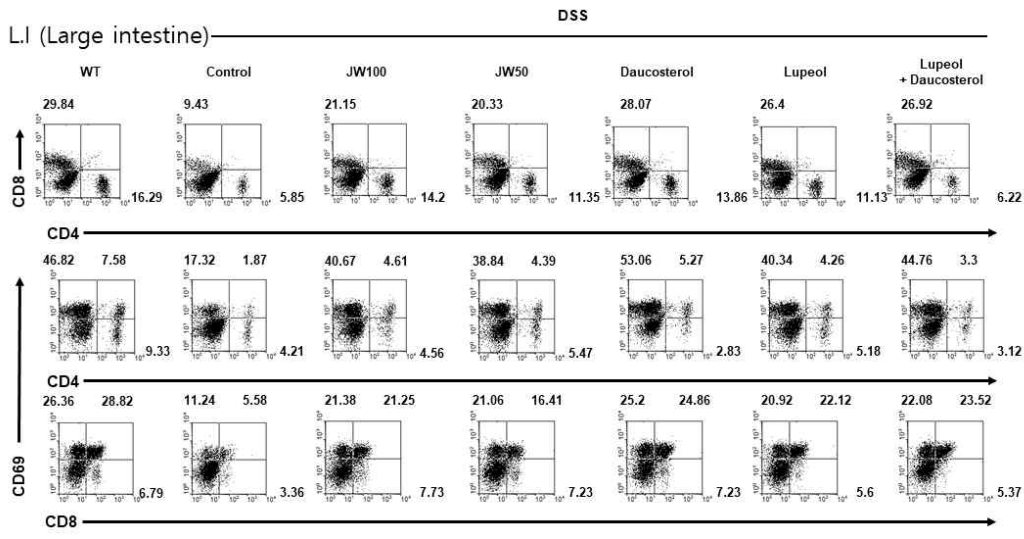 DSS
L.I (Large intestine)
WT Control JW100 JW50 Daucosterol Lupeol Lupeol
+ Daucosterol
29.84 9.43 21.15 20.33 28.07 26.4 26.92
CD8
16.29 5.85 14.2 11.35 13.86 11.13 6.22
CD4
46.82 7.58 17.32 1.87 40.67 4.61 38.84 4.39 53.06 5.27 40.34 4.26 44.76 3.3
9.33 4.21 4.56 5.47 2.83 5.18 3.12
CD4
26.36 28.82 11.24 5.58 21.38 21.25 21.06 16.41 25.2 24.86 20.92 22.12 22.08 23.52
CD69
6.79 3.36 7.73 7.23 7.23 5.6 5.37
CD8